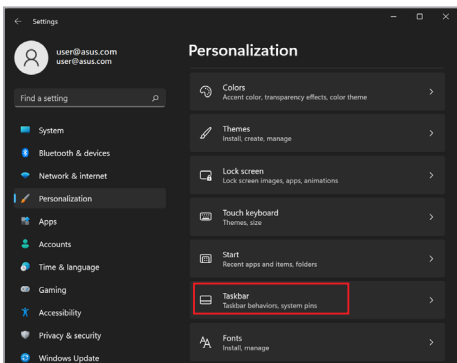 Settings
user@asus.com
user@asus.com
Find a setting
System
Bluetooth & devices
Network & internet
Personalization
Apps
Accounts
Time & language
Gaming
Accessibility
Privacy & security
Windows Update
Personalization
Colors
Accent color, transparency effects, color theme
Themes
Install, create, manage
Lock screen
Lock screen images, apps, animations
Touch keyboard
Themes, size
Start
Recent apps and items, folders
Taskbar
Taskbar behaviors, system pins
Fonts
Install, manage